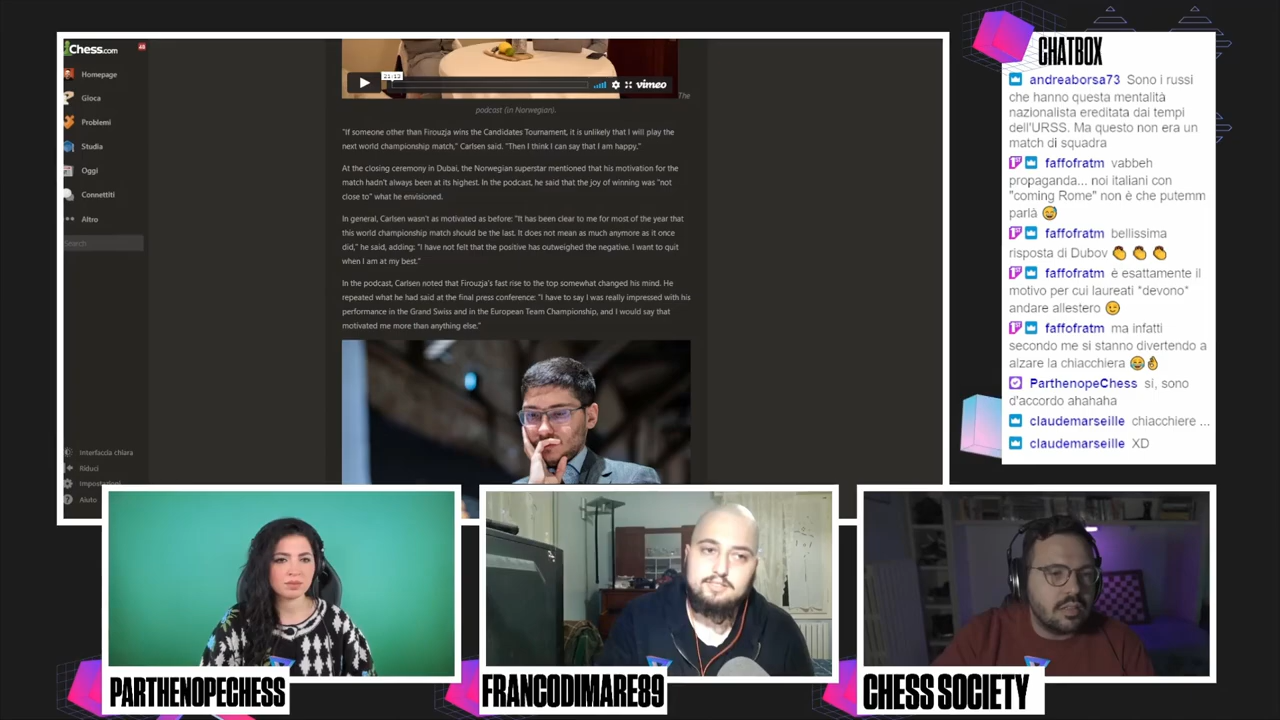 Chess.com
48
Homepage
Gioca
Problemi
Studia
Oggi
Connettiti
Altro
Search
Interfaccia chiara
Riduci
Impostazioni
Aiuto
21:13
vimeo
The
podcast (in Norwegian).
"If someone other than Firouzja wins the Candidates Tournament, it is unlikely that I will play the
next world championship match," Carlsen said. "Then I think I can say that I am happy."
At the closing ceremony in Dubai, the Norwegian superstar mentioned that his motivation for the
match hadn't always been at its highest. In the podcast, he said that the joy of winning was "not
close to" what he envisioned.
In general, Carlsen wasn't as motivated as before: "It has been clear to me for most of the year that
this world championship match should be the last. It does not mean as much anymore as it once
did," he said, adding: "I have not felt that the positive has outweighed the negative. I want to quit
when I am at my best."
In the podcast, Carlsen noted that Firouzja's fast rise to the top somewhat changed his mind. He
repeated what he had said at the final press conference: "I have to say I was really impressed with his
performance in the Grand Swiss and in the European Team Championship, and I would say that
motivated me more than anything else."
CHATBOX
andreaborsa73 Sono i russi
che hanno questa mentalità
nazionalista ereditata dai tempi
dell'URSS. Ma questo non era un
match di squadra
faffofratm vabbeh
propaganda... noi italiani con
"coming Rome" non è che putemm
parlà 😅
faffofratm bellissima
risposta di Dubov 👏 👏 👏
faffofratm è esattamente il
motivo per cui laureati *devono*
andare allestero 😉
faffofratm ma infatti
secondo me si stanno divertendo a
alzare la chiacchiera 😂👌
ParthenopeChess si, sono
d'accordo ahahaha
claudemarseille chiacchiere ...
claudemarseille XD
PARTHENOPECHESS
FRANCODIMARE89
CHESS SOCIETY